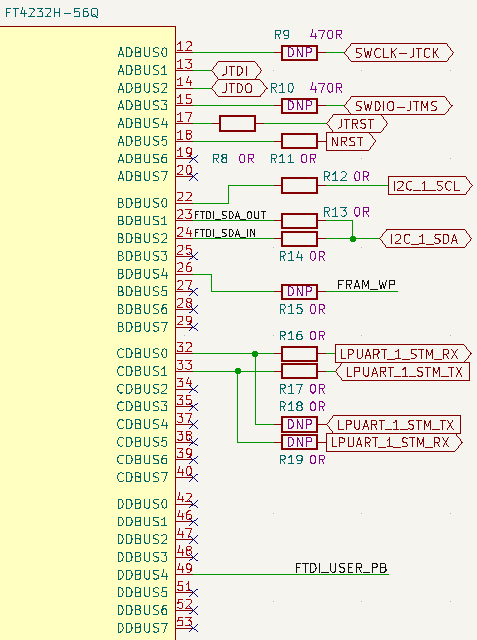 FT4232H-56Q
R9 470R
ADBUS0 12 DNP SWCLK-JTCK
ADBUS1 13 JTDI
ADBUS2 14 JTDO R10 470R
ADBUS3 15 DNP SWDIO-JTMS
ADBUS4 17 JTRST
ADBUS5 18 NRST
ADBUS6 19 R8 0R R11 0R
ADBUS7 20
R12 0R
I2C_1_SCL
BDBUS0 22
BDBUS1 23 FTDI_SDA_OUT R13 0R
BDBUS2 24 FTDI_SDA_IN I2C_1_SDA
BDBUS3 25 R14 0R
BDBUS4 26
BDBUS5 27 DNP FRAM_WP
BDBUS6 28 R15 0R
BDBUS7 29
R16 0R
CDBUS0 32 LPUART_1_STM_RX
CDBUS1 33 LPUART_1_STM_TX
CDBUS2 34 R17 0R
CDBUS3 35 R18 0R
CDBUS4 37 DNP LPUART_1_STM_TX
CDBUS5 38 DNP LPUART_1_STM_RX
CDBUS6 39 R19 0R
CDBUS7 40
DDBUS0 42
DDBUS1 46
DDBUS2 47
DDBUS3 48
DDBUS4 49 FTDI_USER_PB
DDBUS5 51
DDBUS6 52
DDBUS7 53